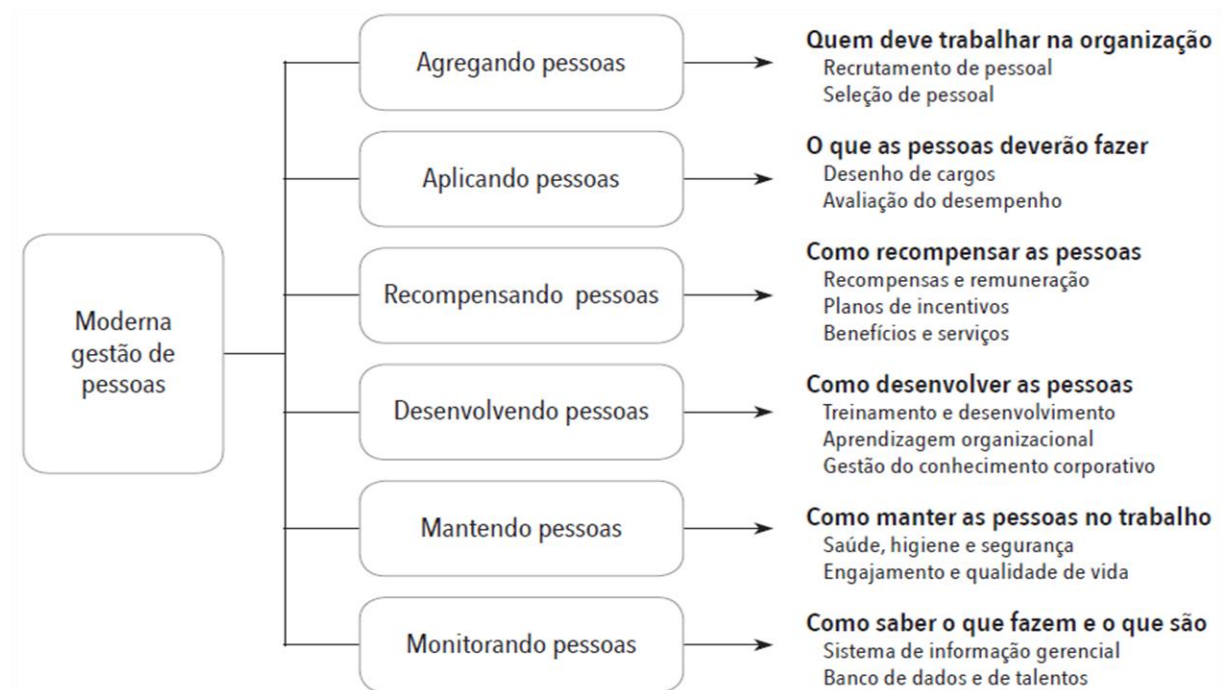 Moderna
gestão de
pessoas
Agregando pessoas
Quem deve trabalhar na organização
Recrutamento de pessoal
Seleção de pessoal
Aplicando pessoas
O que as pessoas deverão fazer
Desenho de cargos
Avaliação do desempenho
Recompensando pessoas
Como recompensar as pessoas
Recompensas e remuneração
Planos de incentivos
Benefícios e serviços
Desenvolvendo pessoas
Como desenvolver as pessoas
Treinamento e desenvolvimento
Aprendizagem organizacional
Gestão do conhecimento corporativo
Mantendo pessoas
Como manter as pessoas no trabalho
Saúde, higiene e segurança
Engajamento e qualidade de vida
Monitorando pessoas
Como saber o que fazem e o que são
Sistema de informação gerencial
Banco de dados e de talentos